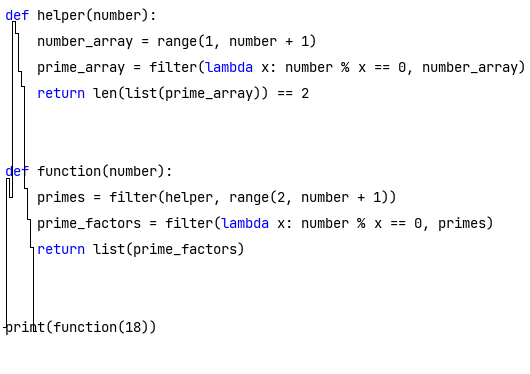 def helper(number):
    number_array = range(1, number + 1)
    prime_array = filter(lambda x: number % x == 0, number_array)
    return len(list(prime_array)) == 2
def function(number):
    primes = filter(helper, range(2, number + 1))
    prime_factors = filter(lambda x: number % x == 0, primes)
    return list(prime_factors)
print(function(18))